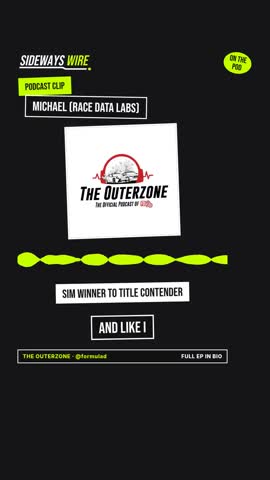 SIDEWAYS WIRE.
ON THE
POD
PODCAST CLIP
MICHAEL (RACE DATA LABS)
THE OUTERZONE
THE OFFICIAL PODCAST OF
SIM WINNER TO TITLE CONTENDER
AND LIKE I
THE OUTERZONE · @formulad
FULL EP IN BIO